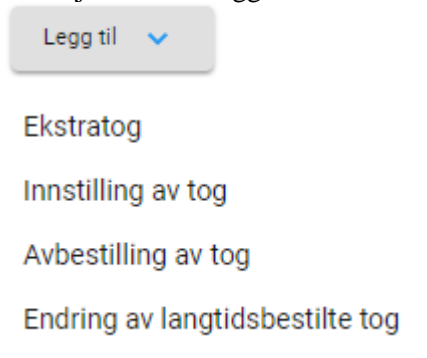 Legg til
Ekstratog
Innstilling av tog
Avbestilling av tog
Endring av langtidsbestilte tog